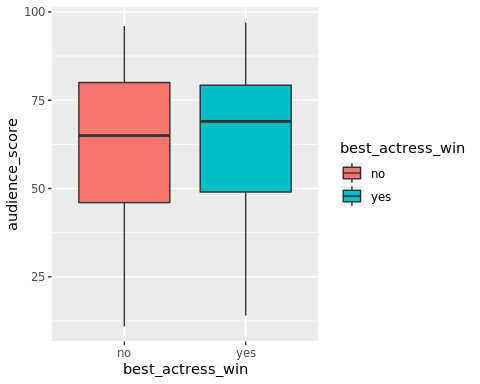 100
75
50
25
audience_score
no
yes
best_actress_win
best_actress_win
no
yes